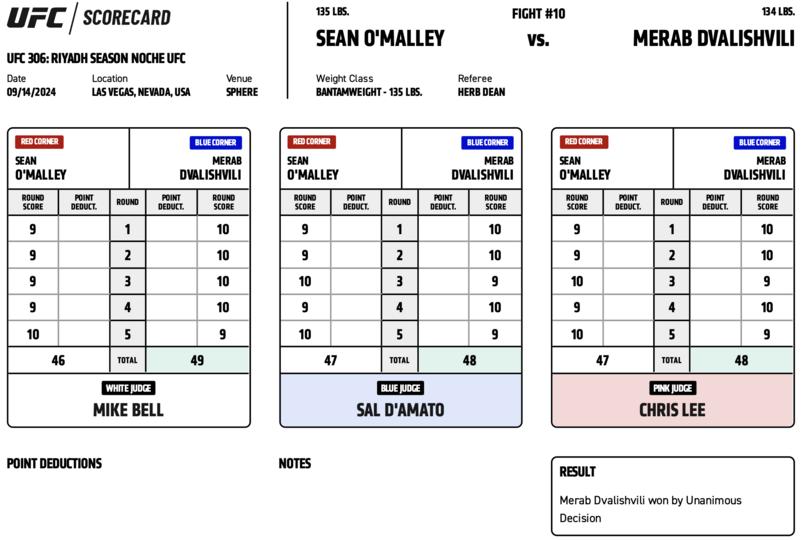 UFC / SCORECARD
UFC 306: RIYADH SEASON NOCHE UFC
Date Location Venue
09/14/2024 LAS VEGAS, NEVADA, USA SPHERE
135 LBS. FIGHT #10 134 LBS.
SEAN O'MALLEY vs. MERAB DVALISHVILI
Weight Class Referee
BANTAMWEIGHT - 135 LBS. HERB DEAN
RED CORNER BLUE CORNER
SEAN MERAB
O'MALLEY DVALISHVILI
ROUND SCORE POINT DEDUCT. ROUND POINT DEDUCT. ROUND SCORE
9 1 10
9 2 10
9 3 10
9 4 10
10 5 9
46 TOTAL 49
WHITE JUDGE
MIKE BELL
RED CORNER BLUE CORNER
SEAN MERAB
O'MALLEY DVALISHVILI
ROUND SCORE POINT DEDUCT. ROUND POINT DEDUCT. ROUND SCORE
9 1 10
9 2 10
10 3 9
9 4 10
10 5 9
47 TOTAL 48
BLUE JUDGE
SAL D'AMATO
RED CORNER BLUE CORNER
SEAN MERAB
O'MALLEY DVALISHVILI
ROUND SCORE POINT DEDUCT. ROUND POINT DEDUCT. ROUND SCORE
9 1 10
9 2 10
10 3 9
9 4 10
10 5 9
47 TOTAL 48
PINK JUDGE
CHRIS LEE
POINT DEDUCTIONS
NOTES
RESULT
Merab Dvalishvili won by Unanimous
Decision